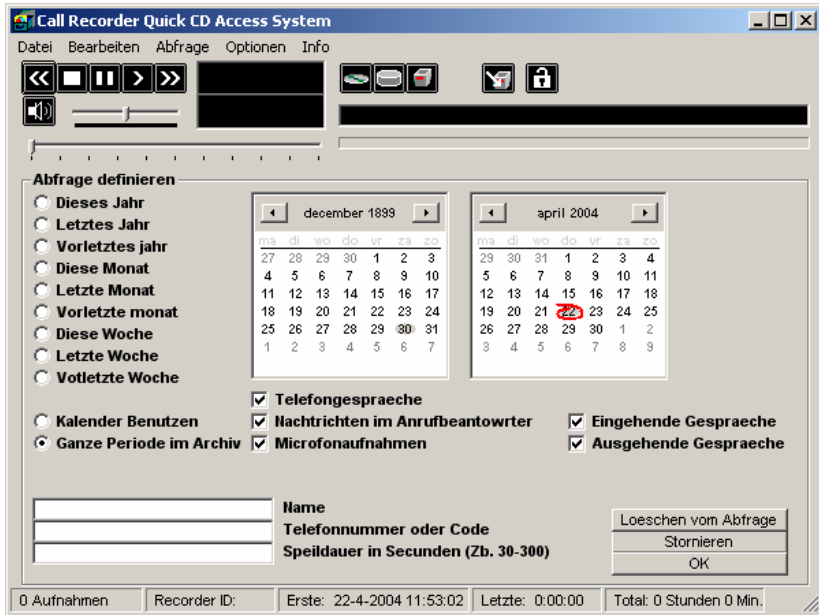 Call Recorder Quick CD Access System
Datei Bearbeiten Abfrage Optionen Info
Abfrage definieren
Dieses Jahr
Letztes Jahr
Vorletztes jahr
Diese Monat
Letzte Monat
Vorletzte monat
Diese Woche
Letzte Woche
Votletzte Woche
Kalender Benutzen
Ganze Periode im Archiv
december 1899
ma di wo do vr za zo
27 28 29 30 1 2 3
4 5 6 7 8 9 10
11 12 13 14 15 16 17
18 19 20 21 22 23 24
25 26 27 28 29 30 31
1 2 3 4 5 6 7
april 2004
ma di wo do vr za zo
29 30 31 1 2 3 4
5 6 7 8 9 10 11
12 13 14 15 16 17 18
19 20 21 22 23 24 25
26 27 28 29 30 1 2
3 4 5 6 7 8 9
Telefongespraeche
Nachtrichten im Anrufbeantowrter
Microfonaufnahmen
Eingehende Gespraeche
Ausgehende Gespraeche
Name
Telefonnummer oder Code
Speildauer in Secunden (Zb. 30-300)
Loeschen vom Abfrage
Stornieren
OK
0 Aufnahmen Recorder ID: Erste: 22-4-2004 11:53:02 Letzte: 0:00:00 Total: 0 Stunden 0 Min.